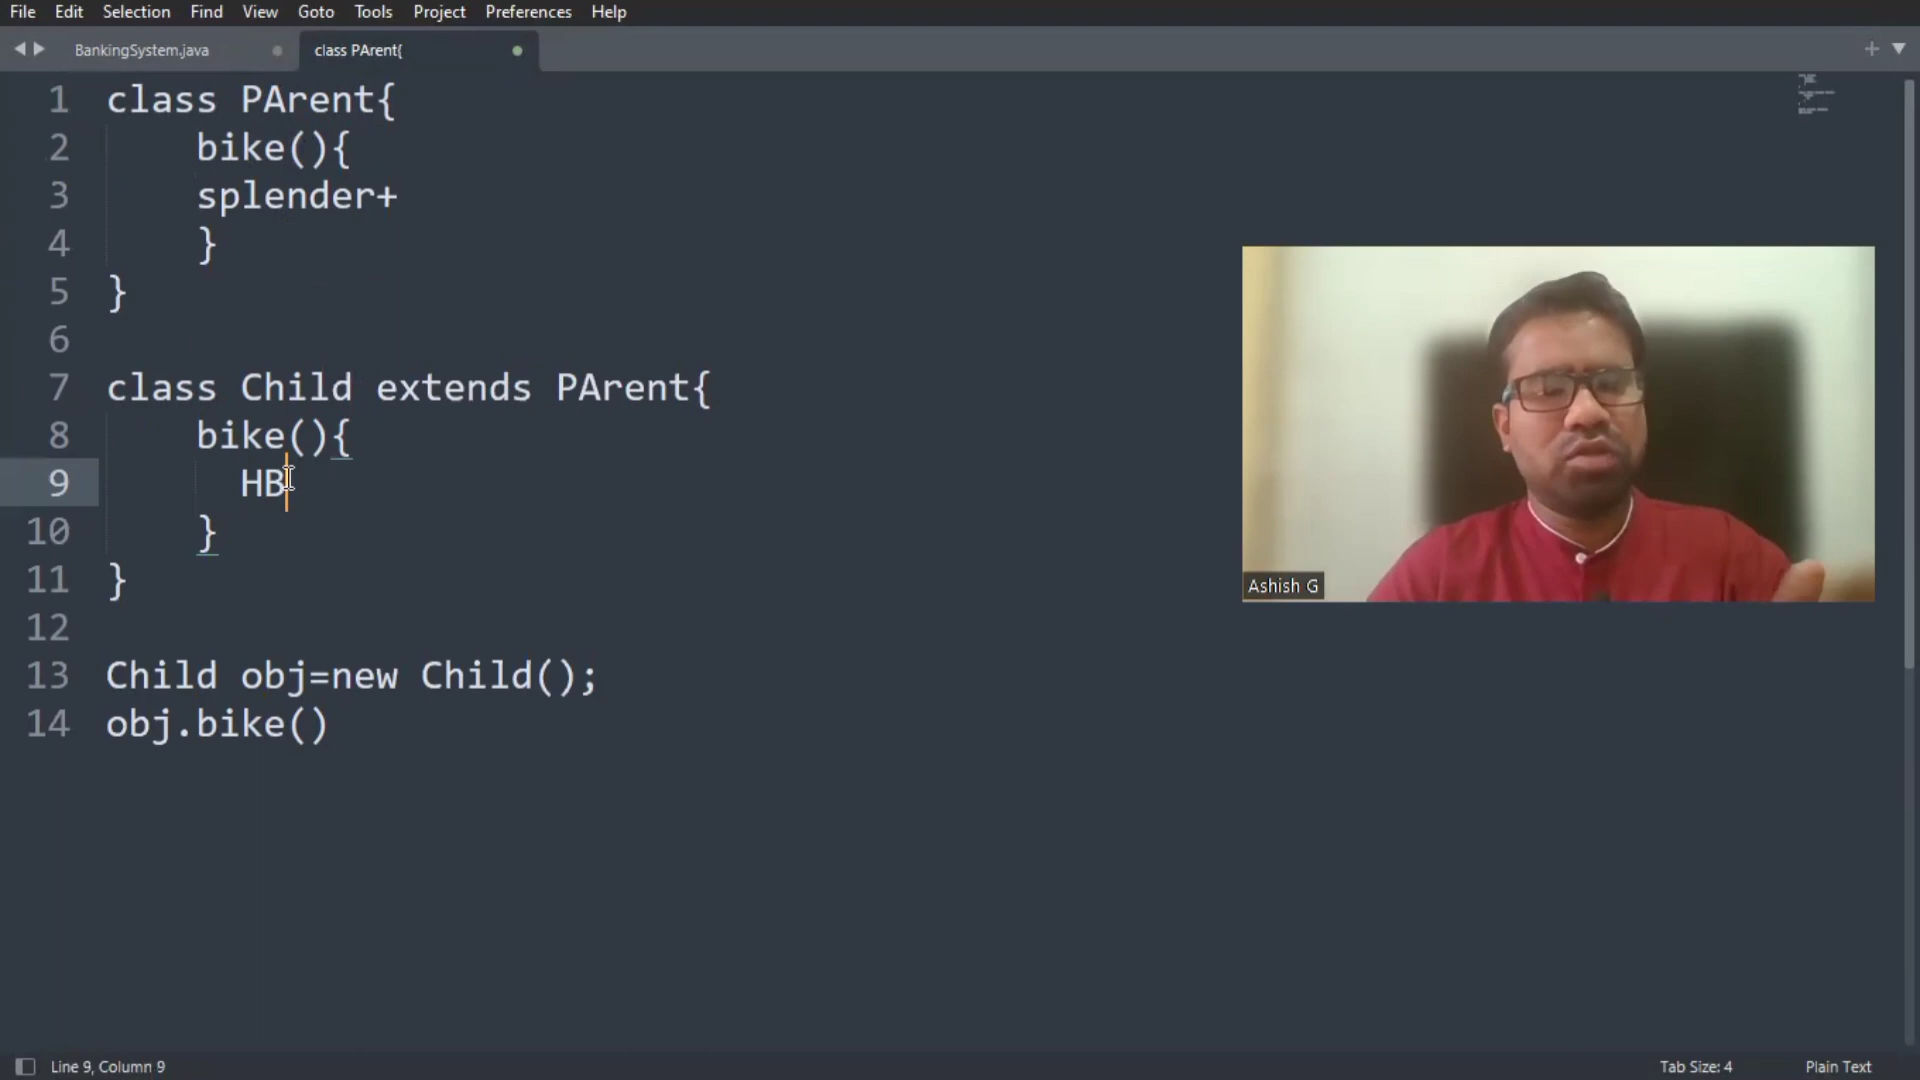 File Edit Selection Find View Goto Tools Project Preferences Help
BankingSystem.java class PArent{
1 class PArent{
2 bike(){
3 splender+
4 }
5 }
6
7 class Child extends PArent{
8 bike(){
9 HB
10 }
11 }
12
13 Child obj=new Child();
14 obj.bike()
Ashish G
Line 9, Column 9 Tab Size: 4 Plain Text